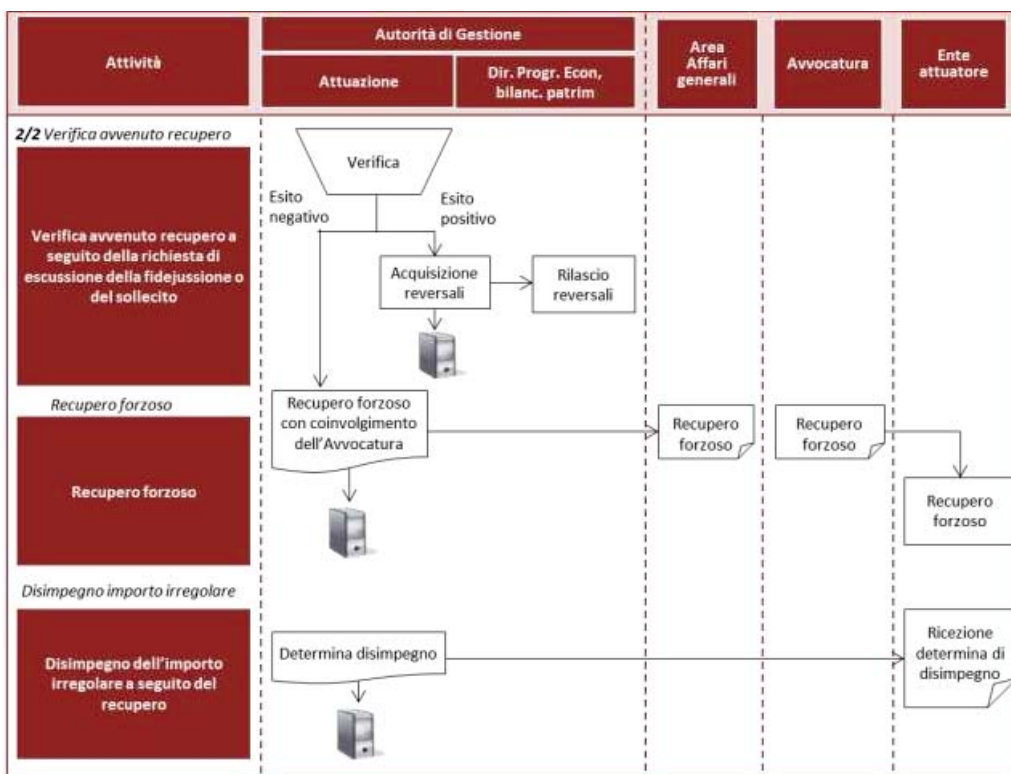 Attività
Autorità di Gestione
Attuazione
Dir. Progr. Econ,
bilanc. patrim
Area
Affari
generali
Avvocatura
Ente
attuatore
2/2 Verifica avvenuto recupero
Verifica avvenuto recupero a
seguito della richiesta di
escussione della fidejussione o
del sollecito
Verifica
Esito
negativo
Esito
positivo
Acquisizione
reversali
Rilascio
reversali
Recupero forzoso
Recupero forzoso
Recupero forzoso
con coinvolgimento
dell'Avvocatura
Recupero
forzoso
Recupero
forzoso
Recupero
forzoso
Disimpegno importo irregolare
Disimpegno dell'importo
irregolare a seguito del
recupero
Determina disimpegno
Ricezione
determina di
disimpegno